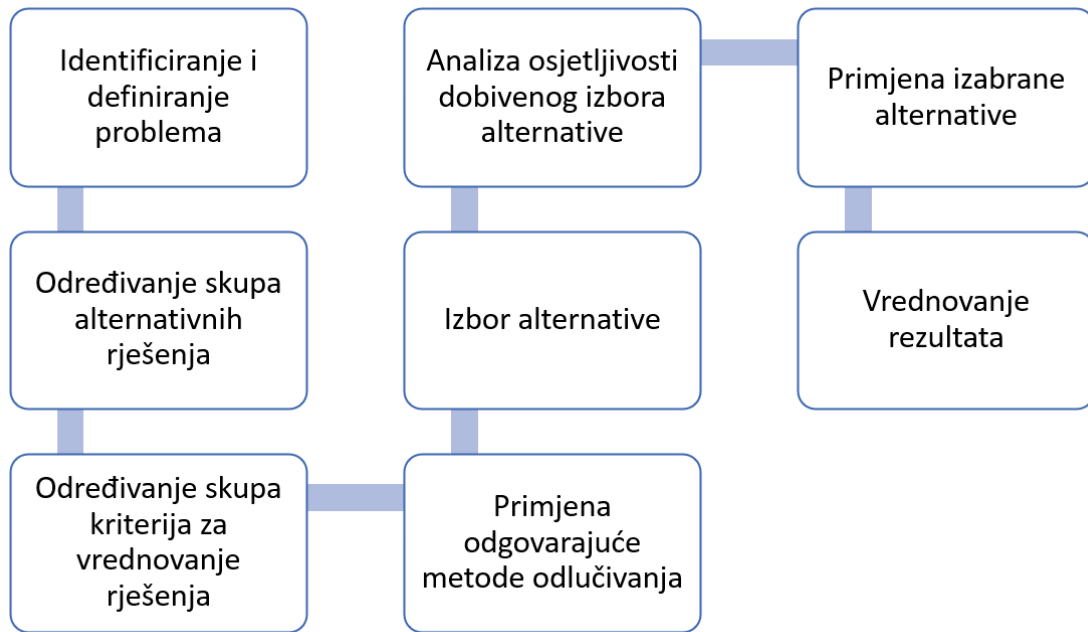 Identificiranje i
definiranje
problema
Određivanje skupa
alternativnih
rješenja
Određivanje skupa
kriterija za
vrednovanje
rješenja
Primjena
odgovarajuće
metode odlučivanja
Izbor alternative
Analiza osjetljivosti
dobivenog izbora
alternative
Primjena izabrane
alternative
Vrednovanje
rezultata